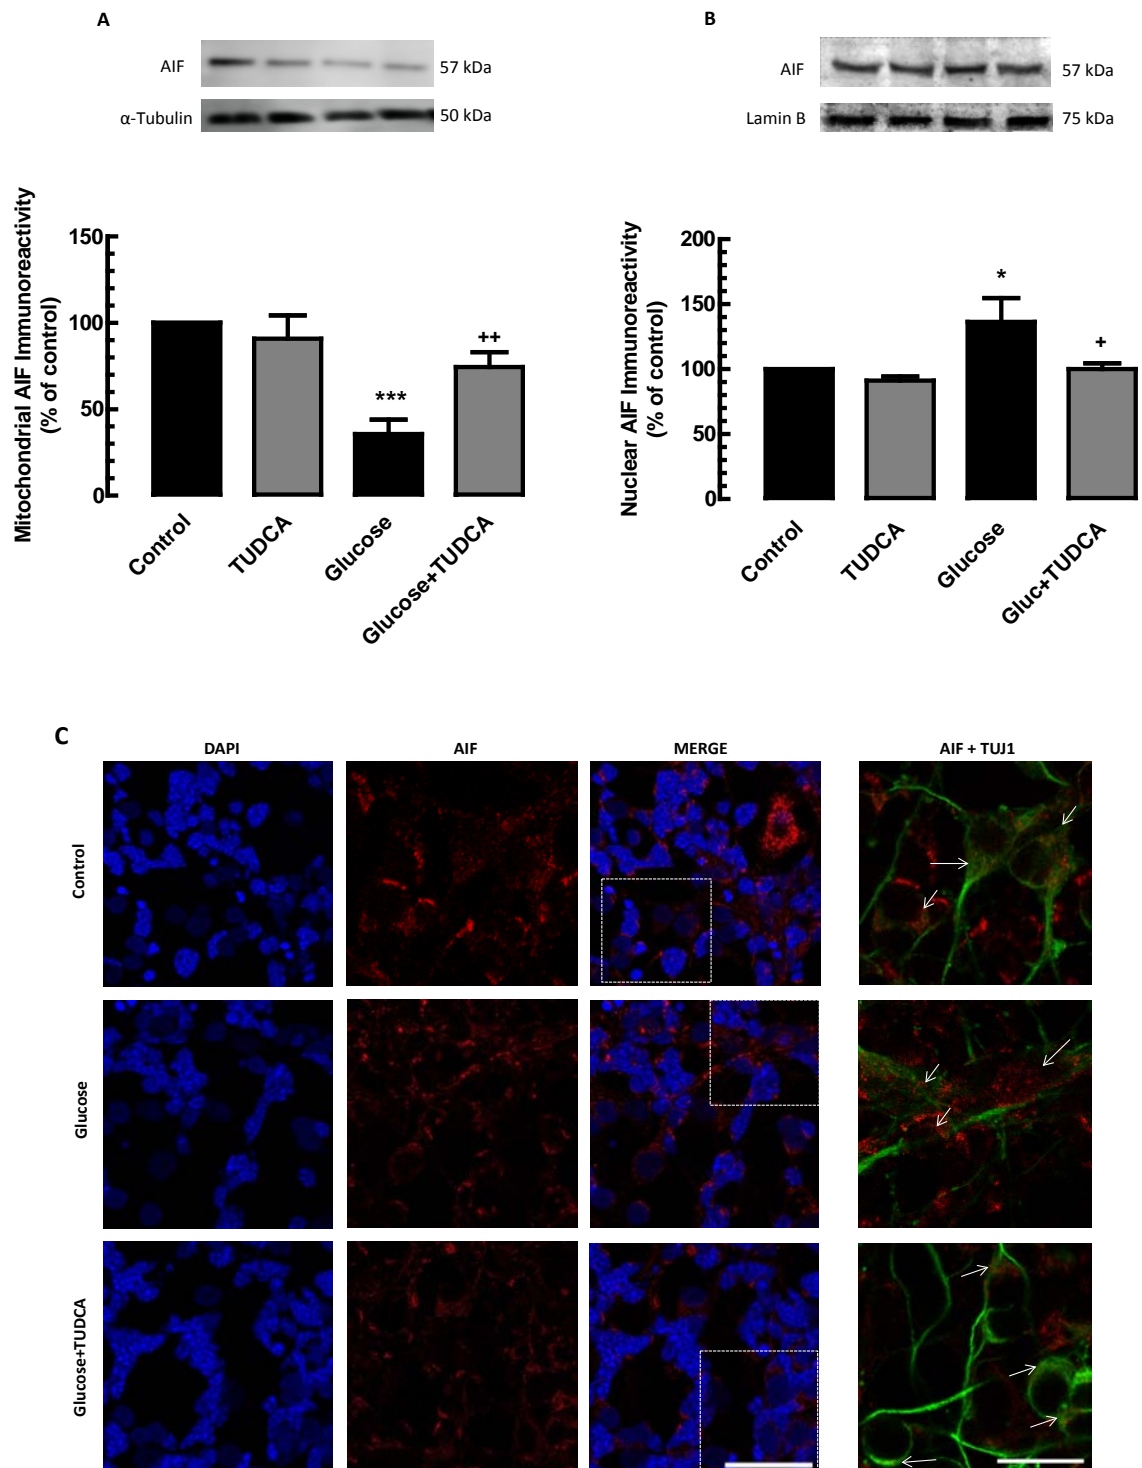 A
AIF
57 kDa
α-Tubulin
50 kDa
Mitochondrial AIF Immunoreactivity
(% of control)
150
100
50
0
***
++
Control
TUDCA
Glucose
Glucose+TUDCA
B
AIF
57 kDa
Lamin B
75 kDa
Nuclear AIF Immunoreactivity
(% of control)
200
150
100
50
0
*
+
Control
TUDCA
Glucose
Gluc+TUDCA
C
DAPI
AIF
MERGE
AIF + TUJ1
Control
Glucose
Glucose+TUDCA